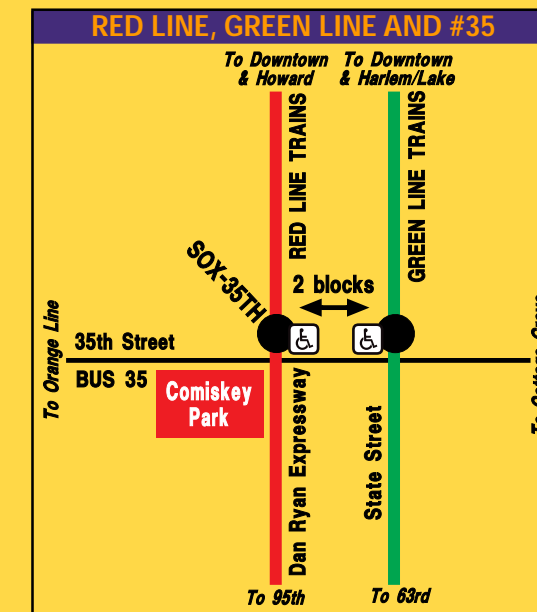 RED LINE, GREEN LINE AND #35
To Downtown
& Howard
To Downtown
& Harlem/Lake
RED LINE TRAINS
GREEN LINE TRAINS
SOX-35TH
2 blocks
To Orange Line
35th Street
BUS 35
Comiskey
Park
Dan Ryan Expressway
State Street
To 95th
To 63rd